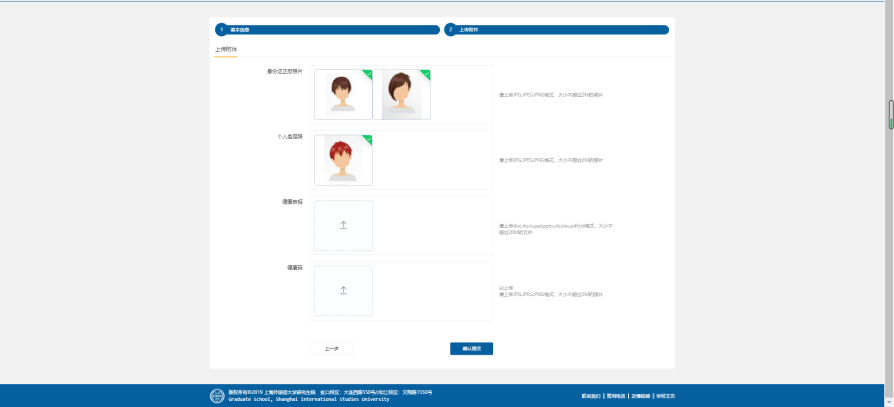 1 基本信息
2 上传附件
上传附件
身份证正反照片
请上传JPG,JPEG,PNG格式，大小不超过2M的照片
个人免冠照
请上传JPG,JPEG,PNG格式，大小不超过2M的照片
健康申报
请上传doc,docx,ppt,pptx,xls,xlsx,pdf,txt格式，大小不
超过20M的文件
健康码
必上传
请上传JPG,JPEG,PNG格式，大小不超过2M的照片
上一步
确认提交
版权所有©2019 上海外国语大学研究生院 虹口校区：大连西路550号//松江校区：文翔路1550号
Graduate School, Shanghai International Studies University
联系我们 | 常用电话 | 友情链接 | 学校主页